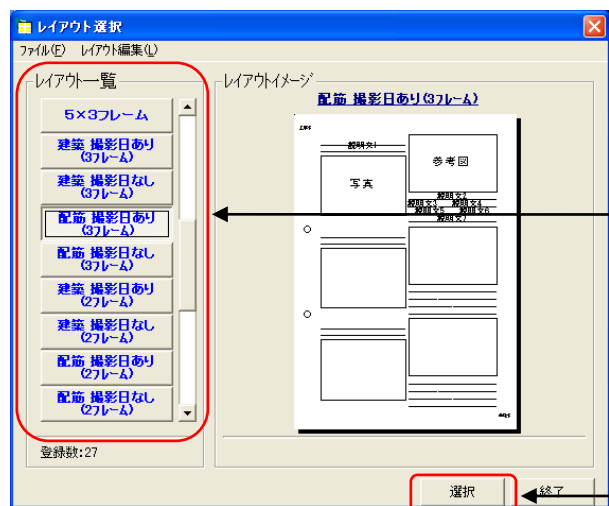 レイアウト選択
ファイル(F) レイアウト編集(L)
レイアウト一覧
5×3フレーム
建築 撮影日あり
(3フレーム)
建築 撮影日なし
(3フレーム)
配筋 撮影日あり
(3フレーム)
配筋 撮影日なし
(3フレーム)
建築 撮影日あり
(2フレーム)
建築 撮影日なし
(2フレーム)
配筋 撮影日あり
(2フレーム)
配筋 撮影日なし
(2フレーム)
登録数:27
レイアウトイメージ
配筋 撮影日あり(3フレーム)
説明文1
写真
参考図
説明文2
説明文3 説明文4
説明文5 説明文6
説明文7
選択
終了